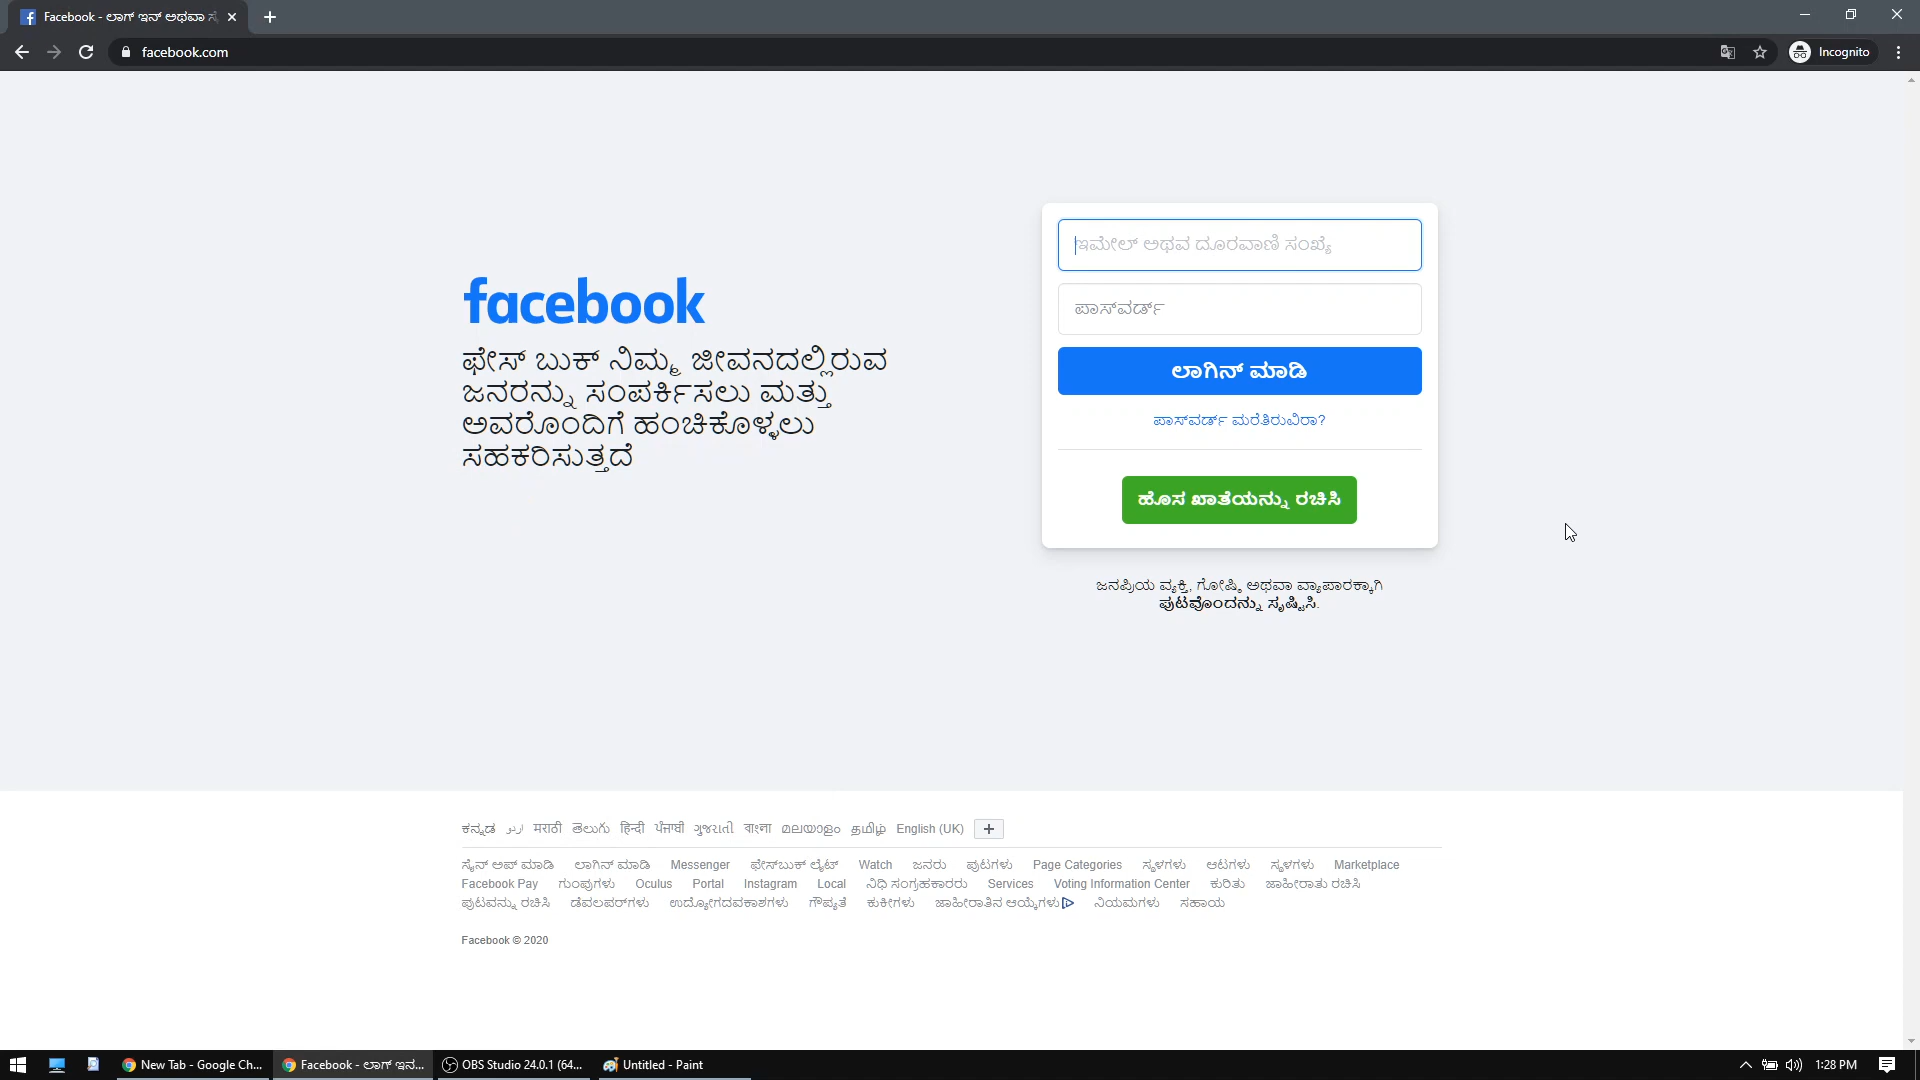 Facebook - ಲಾಗ್ ಇನ್ ಅಥವಾ ಸೈ
facebook.com
Incognito
facebook
ಫೇಸ್ ಬುಕ್ ನಿಮ್ಮ ಜೀವನದಲ್ಲಿರುವ
ಜನರನ್ನು ಸಂಪರ್ಕಿಸಲು ಮತ್ತು
ಅವರೊಂದಿಗೆ ಹಂಚಿಕೊಳ್ಳಲು
ಸಹಕರಿಸುತ್ತದೆ
ಇಮೇಲ್ ಅಥವ ದೂರವಾಣಿ ಸಂಖ್ಯೆ
ಪಾಸ್‌ವರ್ಡ್
ಲಾಗಿನ್ ಮಾಡಿ
ಪಾಸ್‌ವರ್ಡ್ ಮರೆತಿರುವಿರಾ?
ಹೊಸ ಖಾತೆಯನ್ನು ರಚಿಸಿ
ಜನಪ್ರಿಯ ವ್ಯಕ್ತಿ, ಗೋಷ್ಠಿ ಅಥವಾ ವ್ಯಾಪಾರಕ್ಕಾಗಿ
ಪುಟವೊಂದನ್ನು ಸೃಷ್ಟಿಸಿ.
ಕನ್ನಡ اردو मराठी తెలుగు हिन्दी ਪੰਜਾਬੀ ગુજરાતી বাংলা മലയാളം தமிழ் English (UK)
ಸೈನ್ ಅಪ್ ಮಾಡಿ ಲಾಗಿನ್ ಮಾಡಿ Messenger ಫೇಸ್‌ಬುಕ್ ಲೈಟ್ Watch ಜನರು ಪುಟಗಳು Page Categories ಸ್ಥಳಗಳು ಆಟಗಳು ಸ್ಥಳಗಳು Marketplace
Facebook Pay ಗುಂಪುಗಳು Oculus Portal Instagram Local ನಿಧಿ ಸಂಗ್ರಹಕಾರರು Services Voting Information Center ಕುರಿತು ಜಾಹೀರಾತು ರಚಿಸಿ
ಪುಟವನ್ನು ರಚಿಸಿ ಡೆವಲಪರ್‌ಗಳು ಉದ್ಯೋಗದವಕಾಶಗಳು ಗೌಪ್ಯತೆ ಕುಕೀಗಳು ಜಾಹೀರಾತಿನ ಆಯ್ಕೆಗಳು ನಿಯಮಗಳು ಸಹಾಯ
Facebook © 2020
New Tab - Google Ch... Facebook - ಲಾಗ್ ಇನ... OBS Studio 24.0.1 (64... Untitled - Paint 1:28 PM